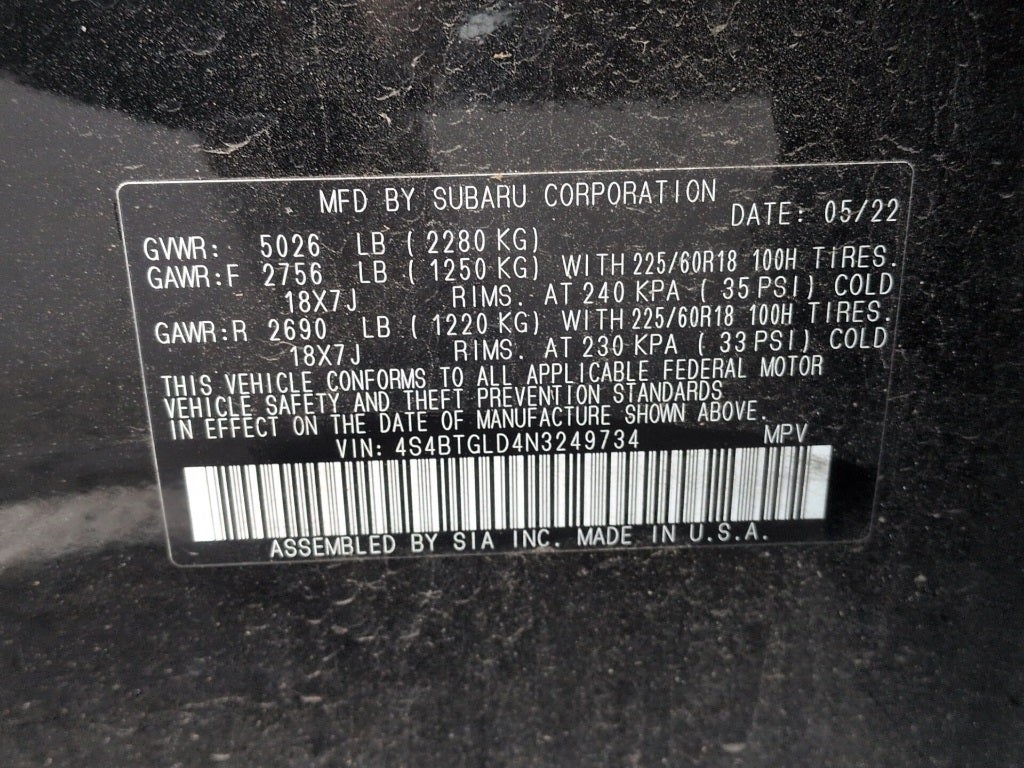 MFD BY SUBARU CORPORATION
DATE: 05/22
GVWR: 5026 LB ( 2280 KG)
GAWR:F 2756 LB ( 1250 KG) WITH 225/60R18 100H TIRES.
18X7J RIMS. AT 240 KPA ( 35 PSI) COLD
GAWR:R 2690 LB ( 1220 KG) WITH 225/60R18 100H TIRES.
18X7J RIMS. AT 230 KPA ( 33 PSI) COLD.
THIS VEHICLE CONFORMS TO ALL APPLICABLE FEDERAL MOTOR
VEHICLE SAFETY AND THEFT PREVENTION STANDARDS
IN EFFECT ON THE DATE OF MANUFACTURE SHOWN ABOVE.
VIN: 4S4BTGLD4N3249734 MPV
ASSEMBLED BY SIA INC. MADE IN U.S.A.